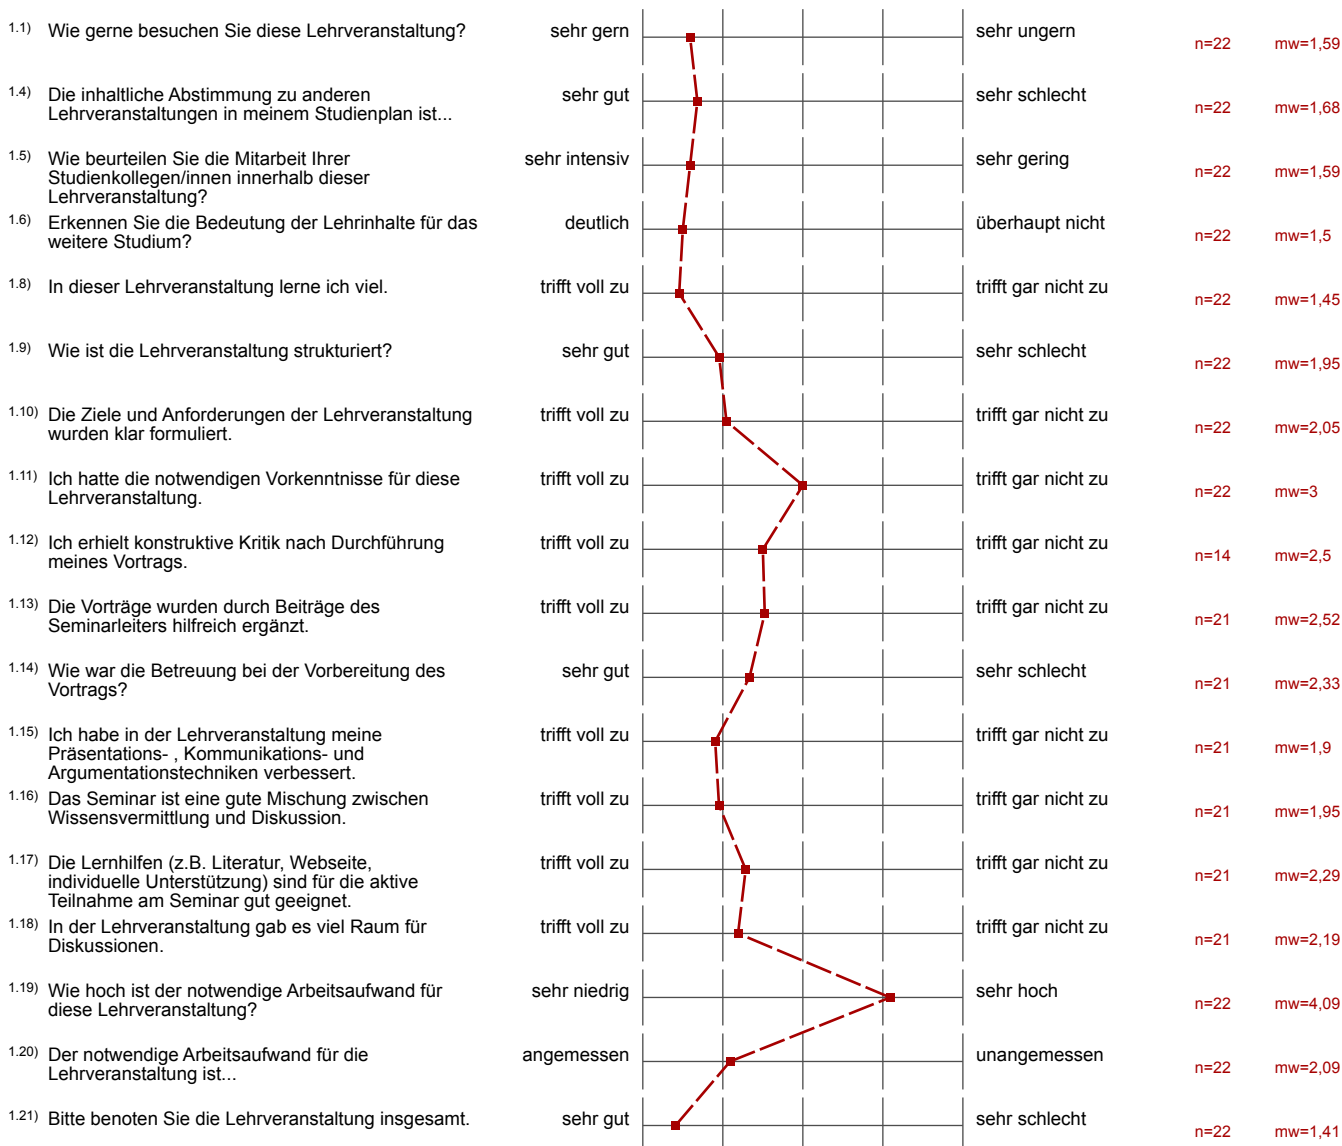 1.1) Wie gerne besuchen Sie diese Lehrveranstaltung? sehr gern sehr ungern n=22 mw=1,59
1.4) Die inhaltliche Abstimmung zu anderen sehr gut sehr schlecht n=22 mw=1,68
Lehrveranstaltungen in meinem Studienplan ist...
1.5) Wie beurteilen Sie die Mitarbeit Ihrer sehr intensiv sehr gering n=22 mw=1,59
Studienkollegen/innen innerhalb dieser
Lehrveranstaltung?
1.6) Erkennen Sie die Bedeutung der Lehrinhalte für das deutlich überhaupt nicht n=22 mw=1,5
weitere Studium?
1.8) In dieser Lehrveranstaltung lerne ich viel. trifft voll zu trifft gar nicht zu n=22 mw=1,45
1.9) Wie ist die Lehrveranstaltung strukturiert? sehr gut sehr schlecht n=22 mw=1,95
1.10) Die Ziele und Anforderungen der Lehrveranstaltung trifft voll zu trifft gar nicht zu n=22 mw=2,05
wurden klar formuliert.
1.11) Ich hatte die notwendigen Vorkenntnisse für diese trifft voll zu trifft gar nicht zu n=22 mw=3
Lehrveranstaltung.
1.12) Ich erhielt konstruktive Kritik nach Durchführung trifft voll zu trifft gar nicht zu n=14 mw=2,5
meines Vortrags.
1.13) Die Vorträge wurden durch Beiträge des trifft voll zu trifft gar nicht zu n=21 mw=2,52
Seminarleiters hilfreich ergänzt.
1.14) Wie war die Betreuung bei der Vorbereitung des sehr gut sehr schlecht n=21 mw=2,33
Vortrags?
1.15) Ich habe in der Lehrveranstaltung meine trifft voll zu trifft gar nicht zu n=21 mw=1,9
Präsentations- , Kommunikations- und
Argumentationstechniken verbessert.
1.16) Das Seminar ist eine gute Mischung zwischen trifft voll zu trifft gar nicht zu n=21 mw=1,95
Wissensvermittlung und Diskussion.
1.17) Die Lernhilfen (z.B. Literatur, Webseite, trifft voll zu trifft gar nicht zu n=21 mw=2,29
individuelle Unterstützung) sind für die aktive
Teilnahme am Seminar gut geeignet.
1.18) In der Lehrveranstaltung gab es viel Raum für trifft voll zu trifft gar nicht zu n=21 mw=2,19
Diskussionen.
1.19) Wie hoch ist der notwendige Arbeitsaufwand für sehr niedrig sehr hoch n=22 mw=4,09
diese Lehrveranstaltung?
1.20) Der notwendige Arbeitsaufwand für die angemessen unangemessen n=22 mw=2,09
Lehrveranstaltung ist...
1.21) Bitte benoten Sie die Lehrveranstaltung insgesamt. sehr gut sehr schlecht n=22 mw=1,41